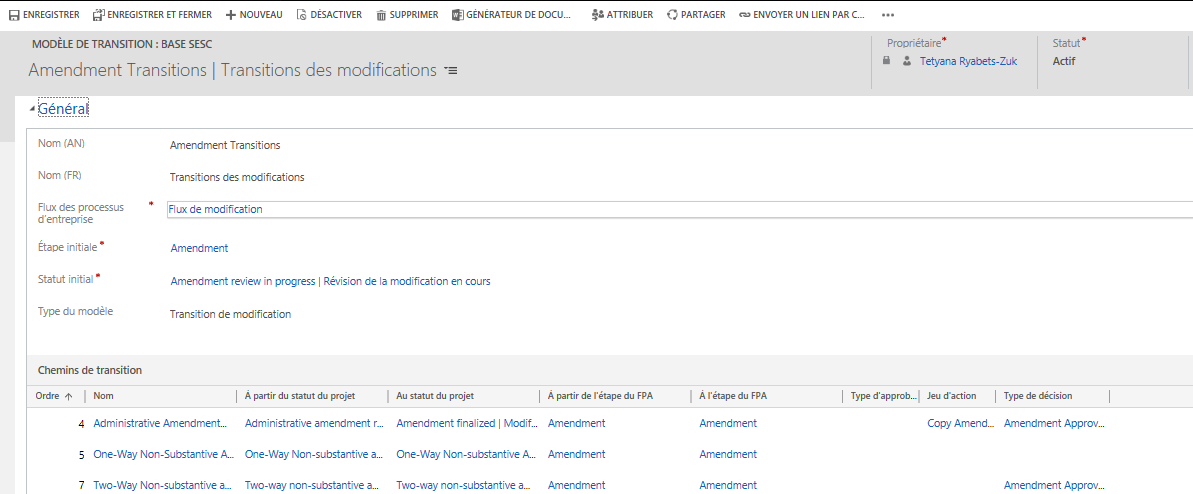 ENREGISTRER ENREGISTRER ET FERMER NOUVEAU DÉSACTIVER SUPPRIMER GÉNÉRATEUR DE DOCU... ATTRIBUER PARTAGER ENVOYER UN LIEN PAR C... •••
MODÈLE DE TRANSITION : BASE SESC
Amendment Transitions | Transitions des modifications
Propriétaire* Statut*
Tetyana Ryabets-Zuk Actif
Général
Nom (AN) Amendment Transitions
Nom (FR) Transitions des modifications
Flux des processus * Flux de modification
d'entreprise
Étape initiale * Amendment
Statut initial * Amendment review in progress | Révision de la modification en cours
Type du modèle Transition de modification
Chemins de transition
Ordre Nom À partir du statut du projet Au statut du projet À partir de l'étape du FPA À l'étape du FPA Type d'approb... Jeu d'action Type de décision
4 Administrative Amendment... Administrative amendment r... Amendment finalized | Modif... Amendment Amendment Copy Amend... Amendment Approv...
5 One-Way Non-Substantive A... One-Way Non-substantive a... One-Way Non-Substantive A... Amendment Amendment
7 Two-Way Non-Substantive a... Two-way non-substantive a... Two-way non-substantive a... Amendment Amendment Amendment Approv...